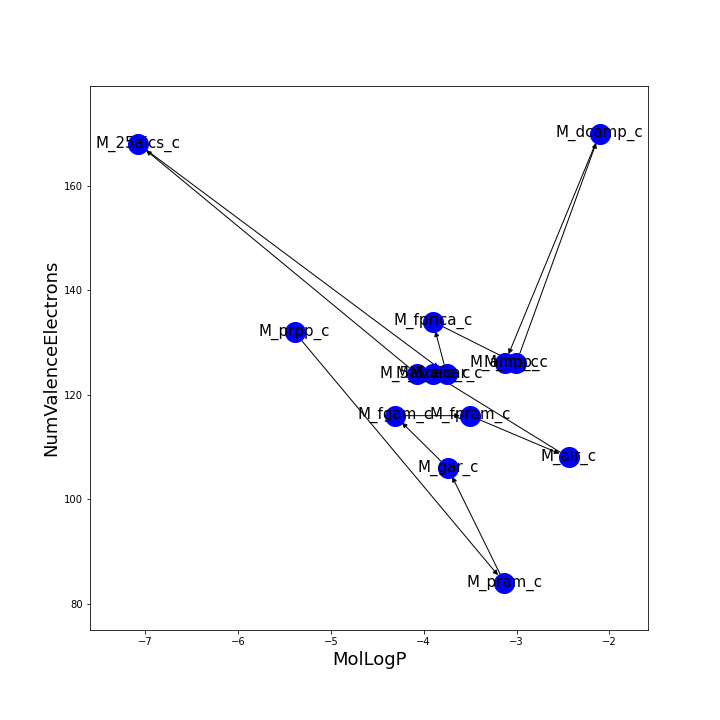 M_dcamp_c
M_25aics_c
160
M_fprica_c
140
M_prpp_c
120
M_fgam_c
M_fpram_c
M_air_c
M_gar_c
100
M_pram_c
80
NumValenceElectrons
−7
−6
−5
−4
−3
−2
MolLogP